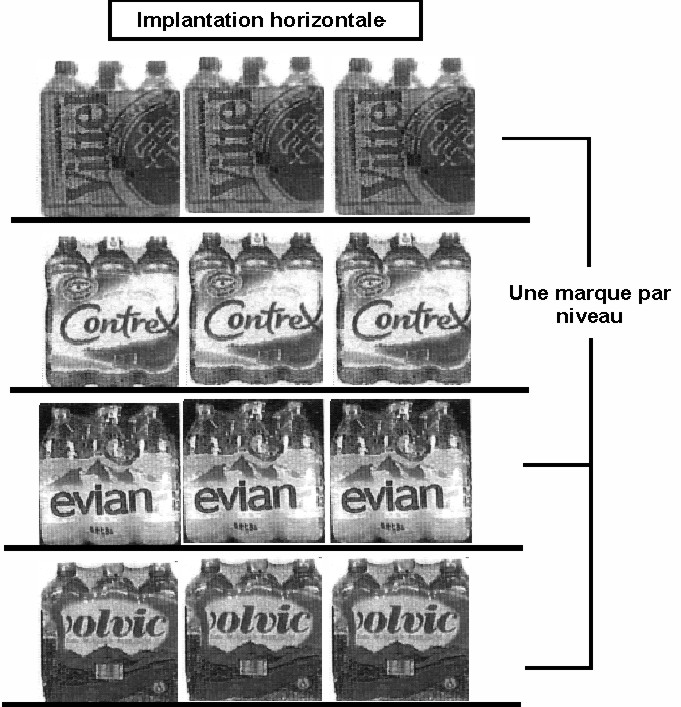 Implantation horizontale
Vittel Vittel Vittel
Contrex Contrex Contrex
Une marque par
niveau
evian evian evian
volvic volvic volvic